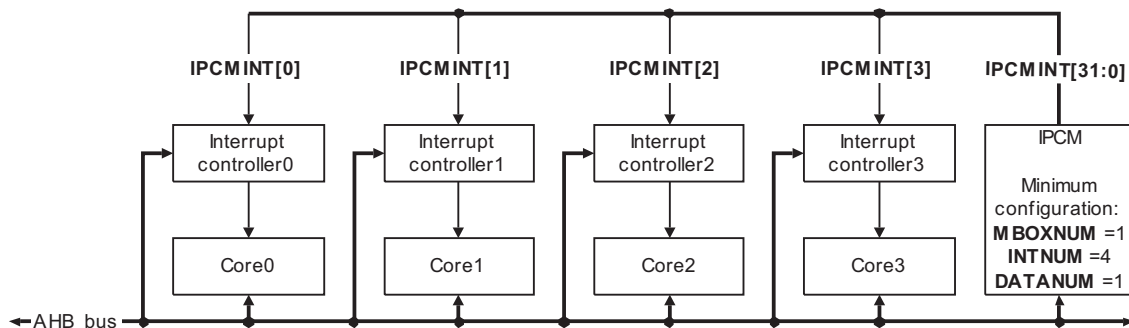 IPCMINT[0]
IPCMINT[1]
IPCMINT[2]
IPCMINT[3]
IPCMINT[31:0]
Interrupt
controller0
Interrupt
controller1
Interrupt
controller2
Interrupt
controller3
IPCM
Minimum
configuration:
MBOXNUM =1
INTNUM =4
DATANUM =1
Core0
Core1
Core2
Core3
AHB bus